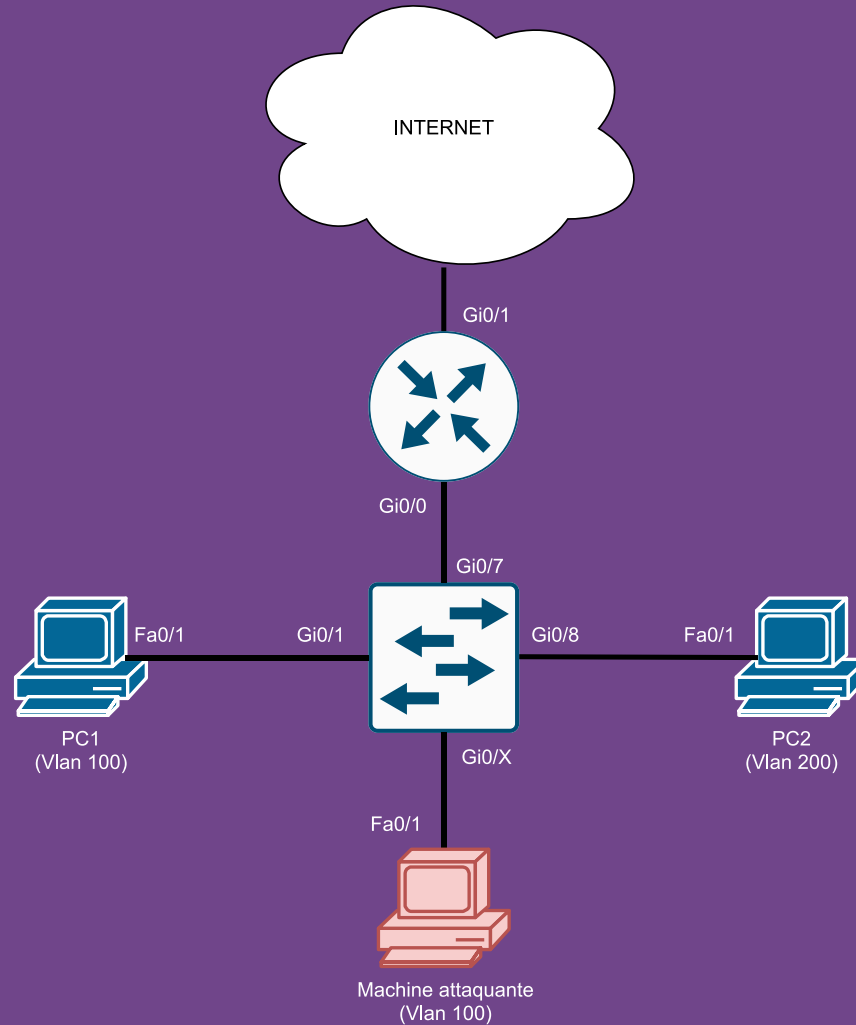 INTERNET
Gi0/1
Gi0/0
Gi0/7
Fa0/1
Gi0/1
Gi0/8
Fa0/1
PC1
(Vlan 100)
PC2
(Vlan 200)
Gi0/X
Fa0/1
Machine attaquante
(Vlan 100)